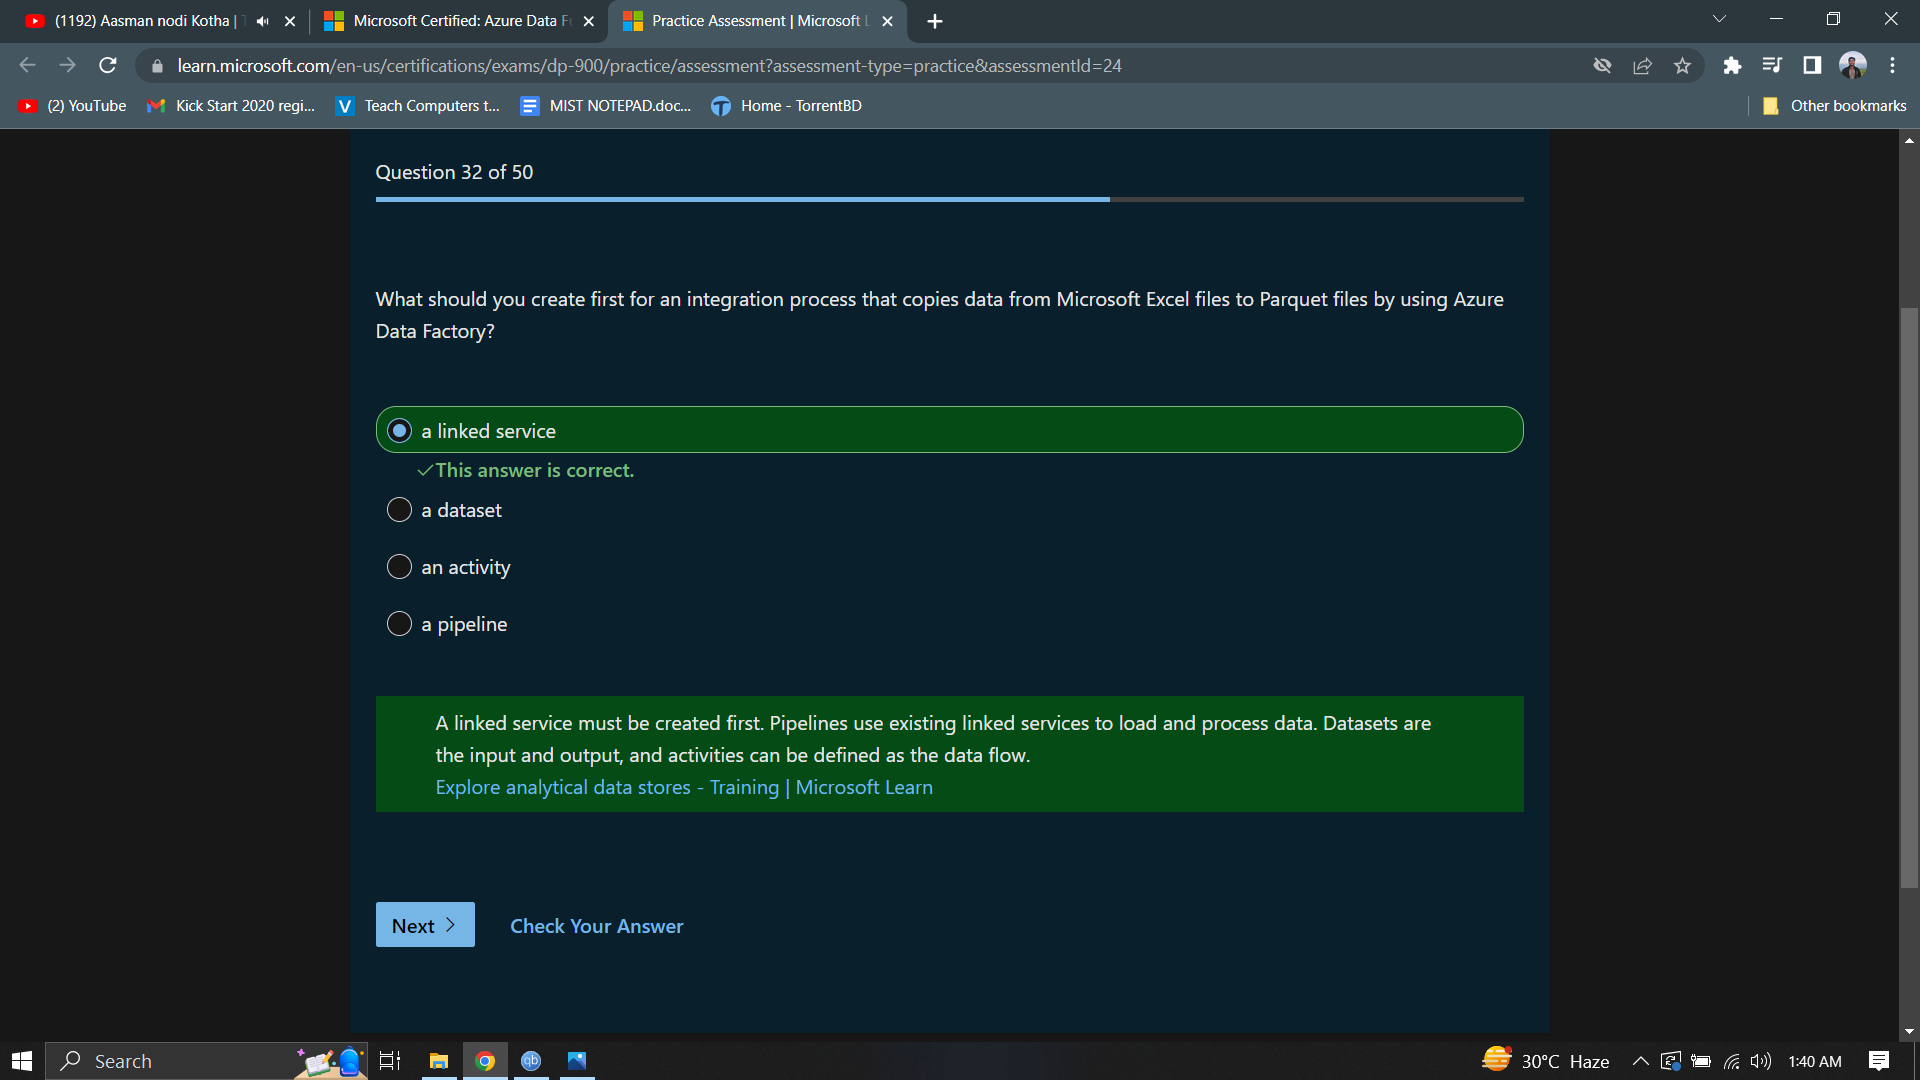 (1192) Aasman nodi Kotha |
Microsoft Certified: Azure Data F
Practice Assessment | Microsoft L
learn.microsoft.com/en-us/certifications/exams/dp-900/practice/assessment?assessment-type=practice&assessmentId=24
(2) YouTube
Kick Start 2020 regi...
Teach Computers t...
MIST NOTEPAD.doc...
Home - TorrentBD
Other bookmarks
Question 32 of 50
What should you create first for an integration process that copies data from Microsoft Excel files to Parquet files by using Azure
Data Factory?
a linked service
This answer is correct.
a dataset
an activity
a pipeline
A linked service must be created first. Pipelines use existing linked services to load and process data. Datasets are
the input and output, and activities can be defined as the data flow.
Explore analytical data stores - Training | Microsoft Learn
Next
Check Your Answer
Search
qb
30°C Haze
1:40 AM